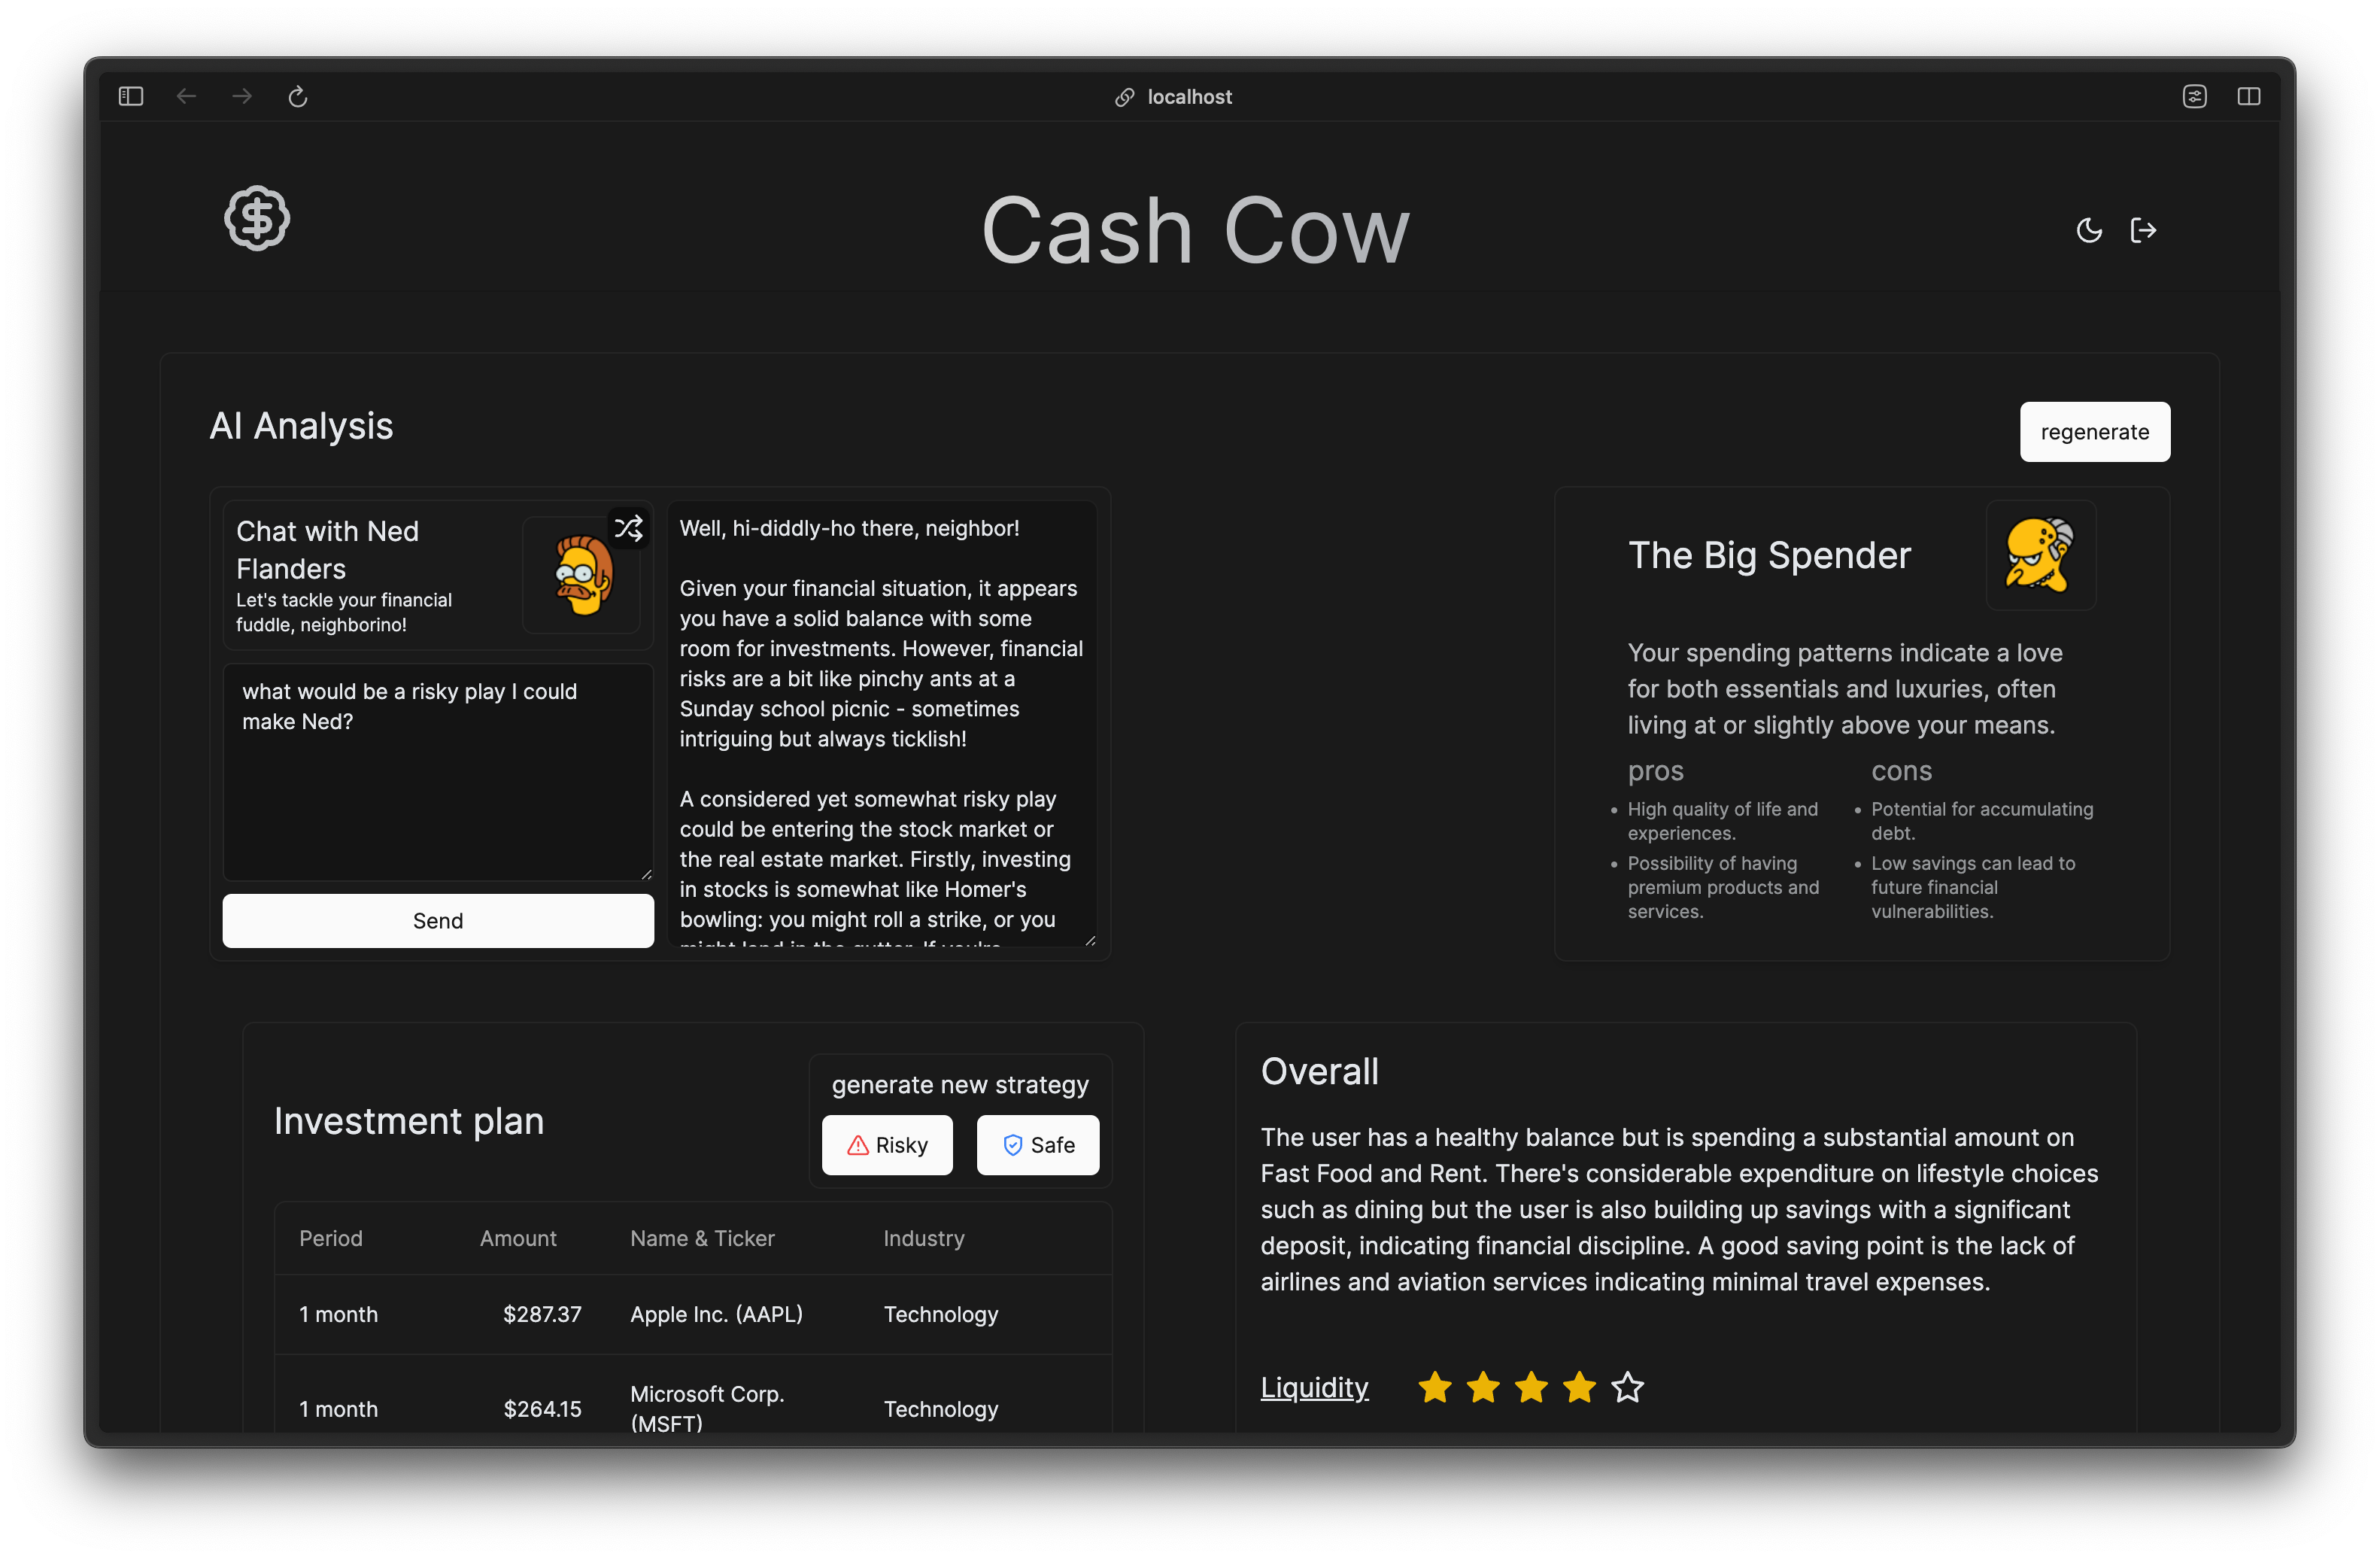 localhost
Cash Cow
AI Analysis
regenerate
Chat with Ned
Flanders
Let's tackle your financial
fuddle, neighborino!
what would be a risky play I could
make Ned?
Send
Well, hi-diddly-ho there, neighbor!
Given your financial situation, it appears
you have a solid balance with some
room for investments. However, financial
risks are a bit like pinchy ants at a
Sunday school picnic - sometimes
intriguing but always ticklish!
A considered yet somewhat risky play
could be entering the stock market or
the real estate market. Firstly, investing
in stocks is somewhat like Homer's
bowling: you might roll a strike, or you
might land in the gutter. If you're
The Big Spender
Your spending patterns indicate a love
for both essentials and luxuries, often
living at or slightly above your means.
pros
High quality of life and
experiences.
Possibility of having
premium products and
services.
cons
Potential for accumulating
debt.
Low savings can lead to
future financial
vulnerabilities.
Investment plan
generate new strategy
Risky
Safe
Period Amount Name & Ticker Industry
1 month $287.37 Apple Inc. (AAPL) Technology
1 month $264.15 Microsoft Corp. (MSFT) Technology
Overall
The user has a healthy balance but is spending a substantial amount on
Fast Food and Rent. There's considerable expenditure on lifestyle choices
such as dining but the user is also building up savings with a significant
deposit, indicating financial discipline. A good saving point is the lack of
airlines and aviation services indicating minimal travel expenses.
Liquidity